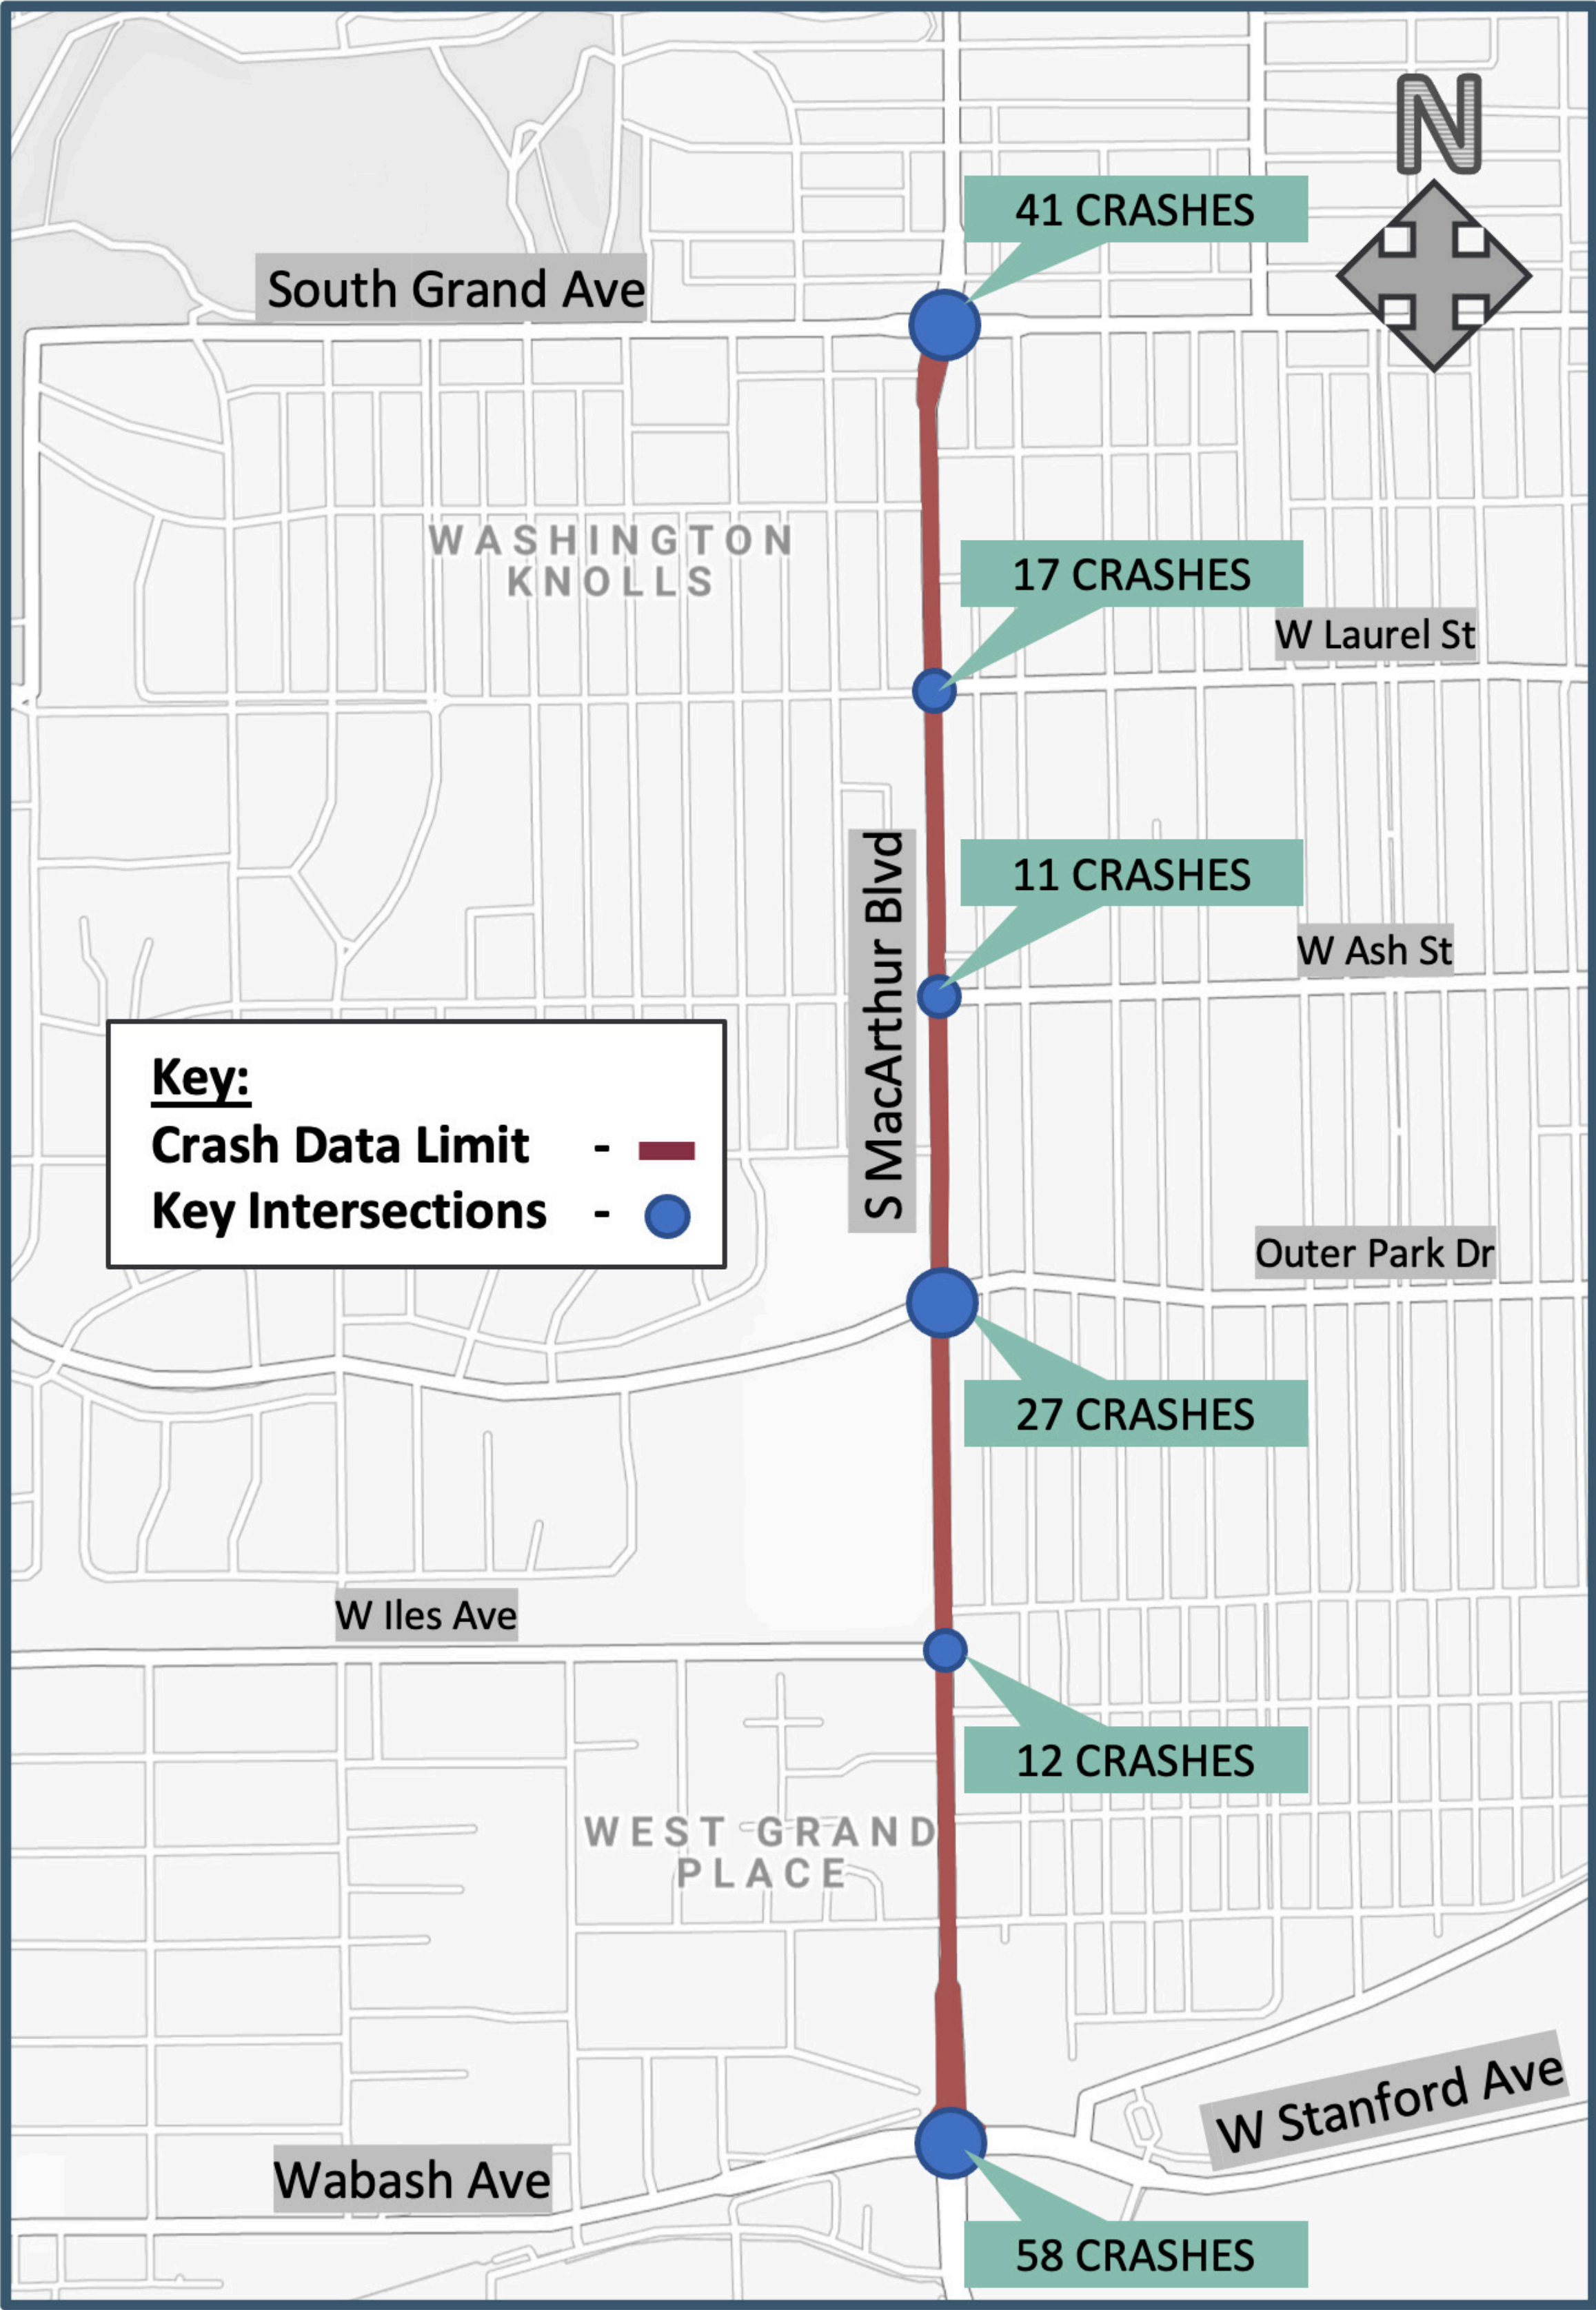 N
41 CRASHES
South Grand Ave
WASHINGTON
KNOLLS
17 CRASHES
W Laurel St
S MacArthur Blvd
11 CRASHES
W Ash St
Key:
Crash Data Limit -
Key Intersections -
Outer Park Dr
27 CRASHES
W Iles Ave
12 CRASHES
WEST GRAND
PLACE
W Stanford Ave
Wabash Ave
58 CRASHES